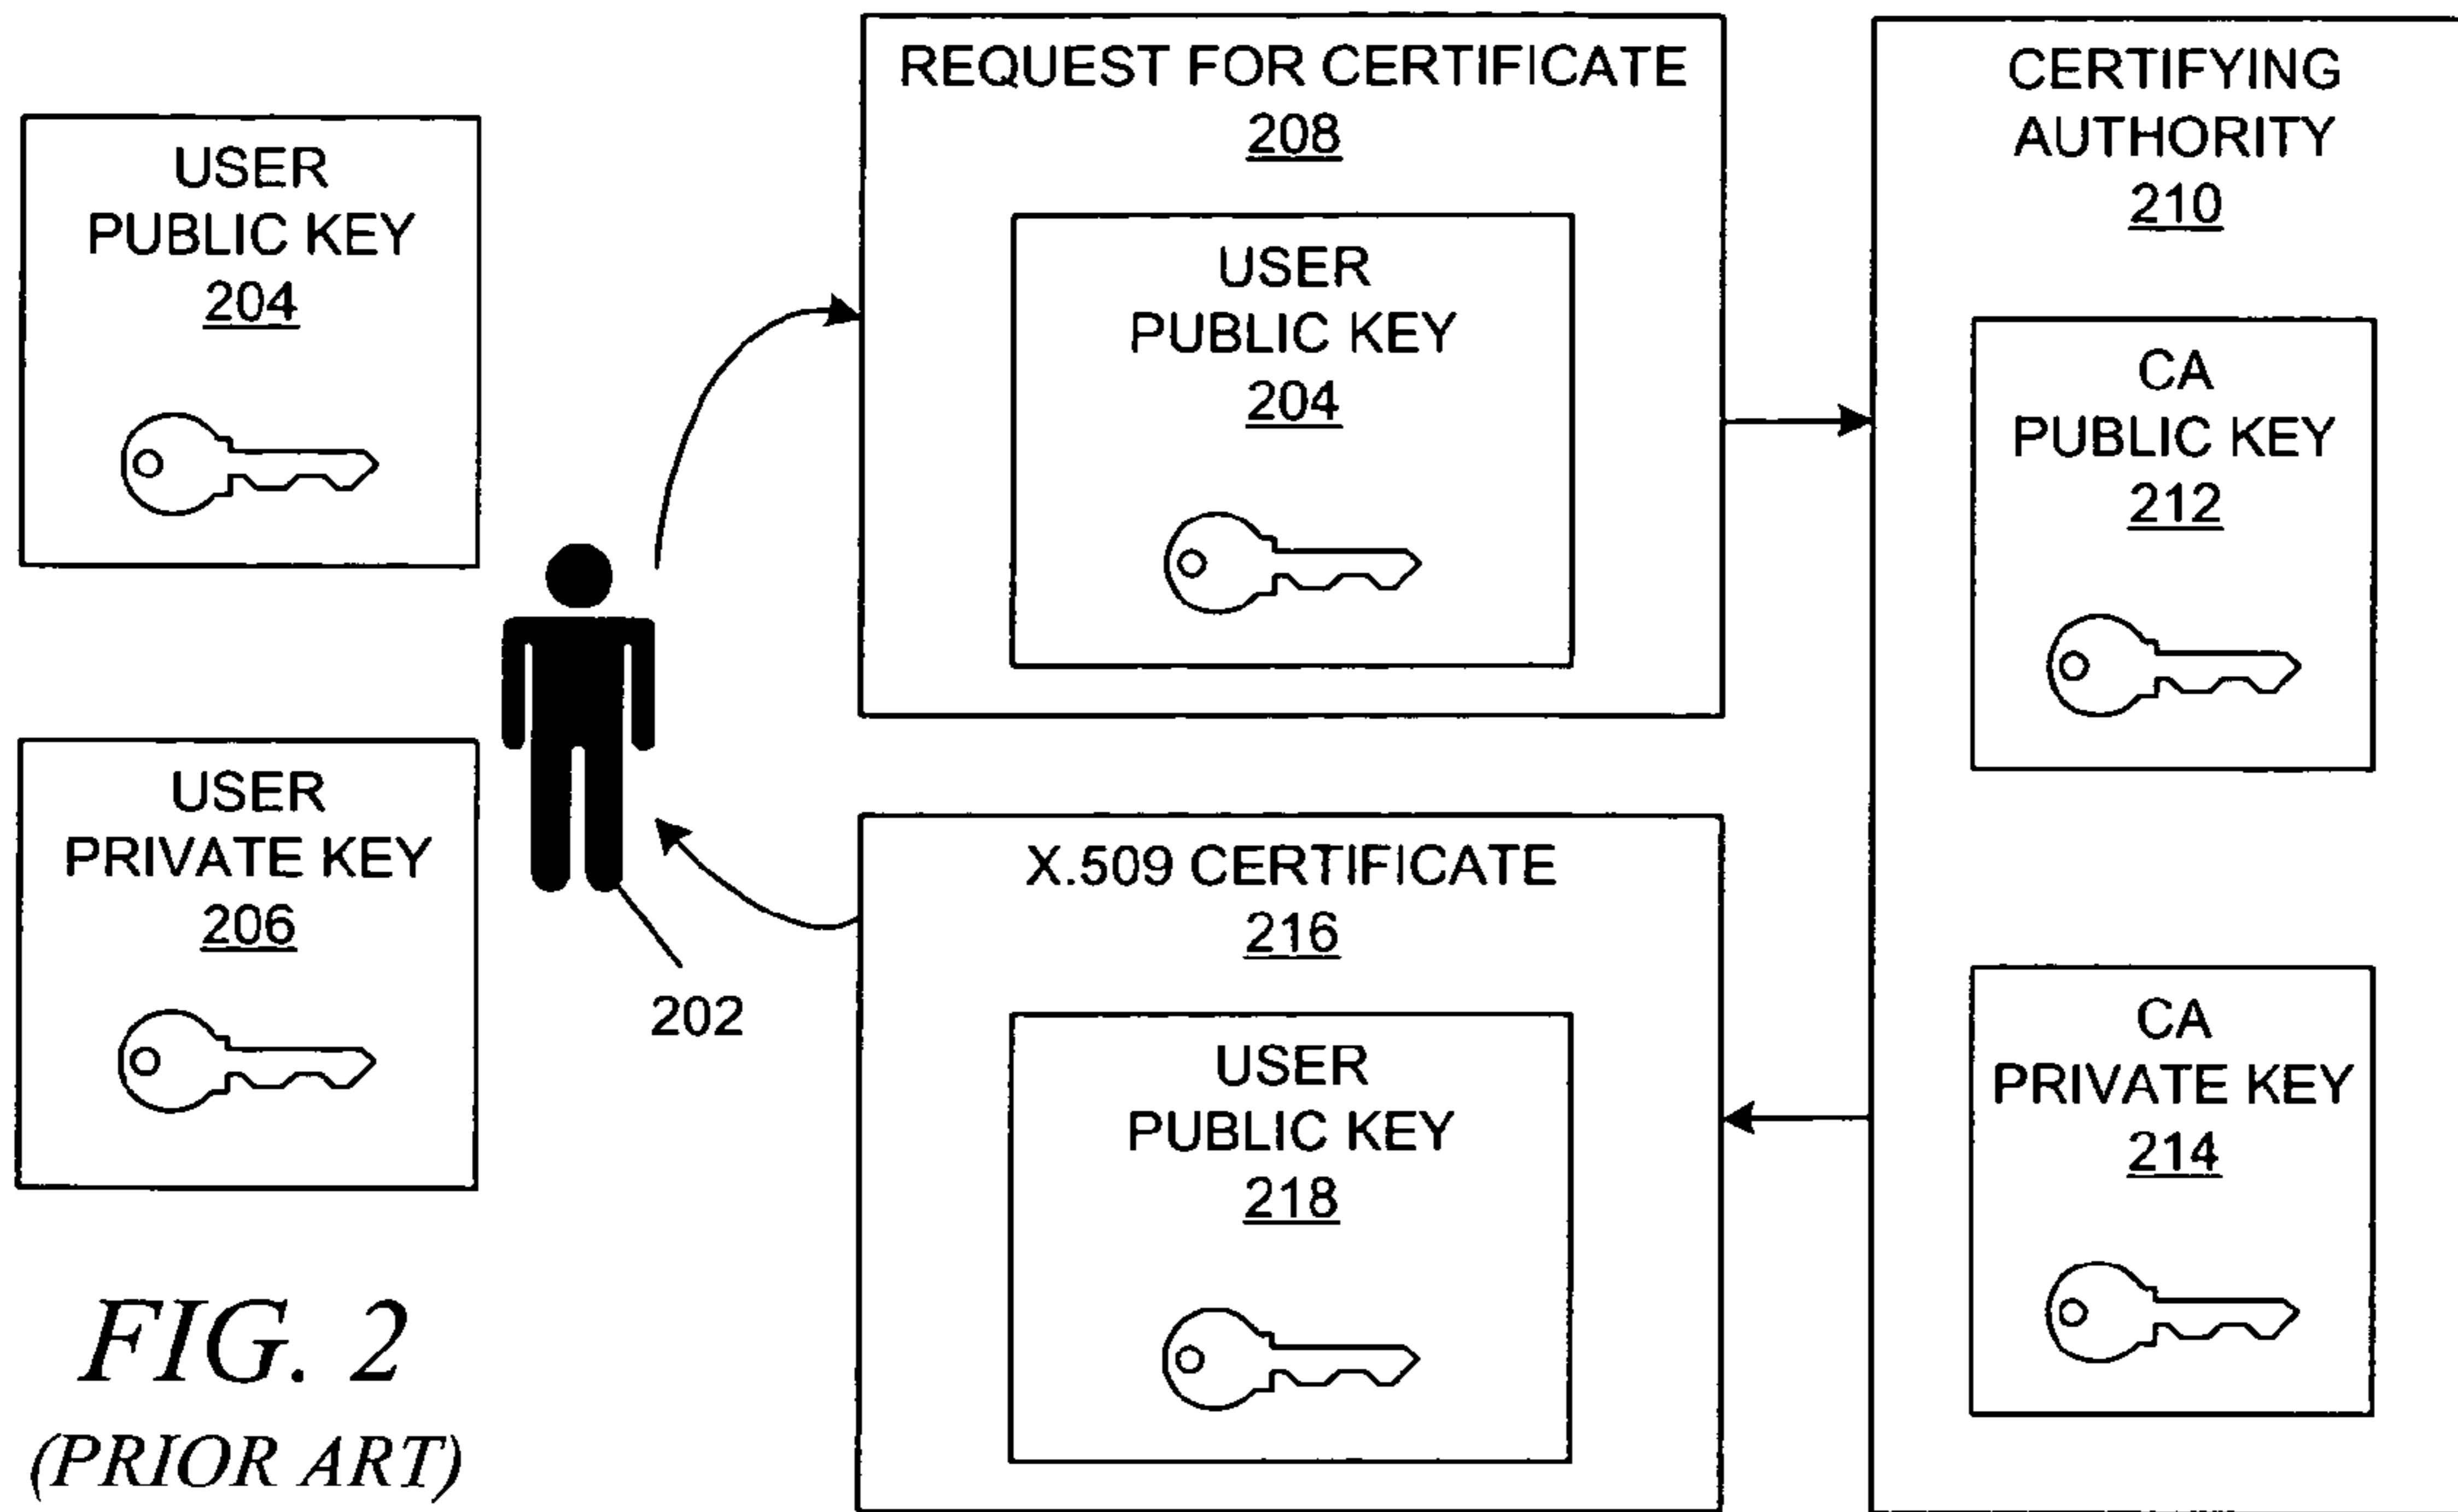 USER
PUBLIC KEY
204
USER
PRIVATE KEY
206
202
REQUEST FOR CERTIFICATE
208
USER
PUBLIC KEY
204
X.509 CERTIFICATE
216
USER
PUBLIC KEY
218
CERTIFYING
AUTHORITY
210
CA
PUBLIC KEY
212
CA
PRIVATE KEY
214
FIG. 2
(PRIOR ART)